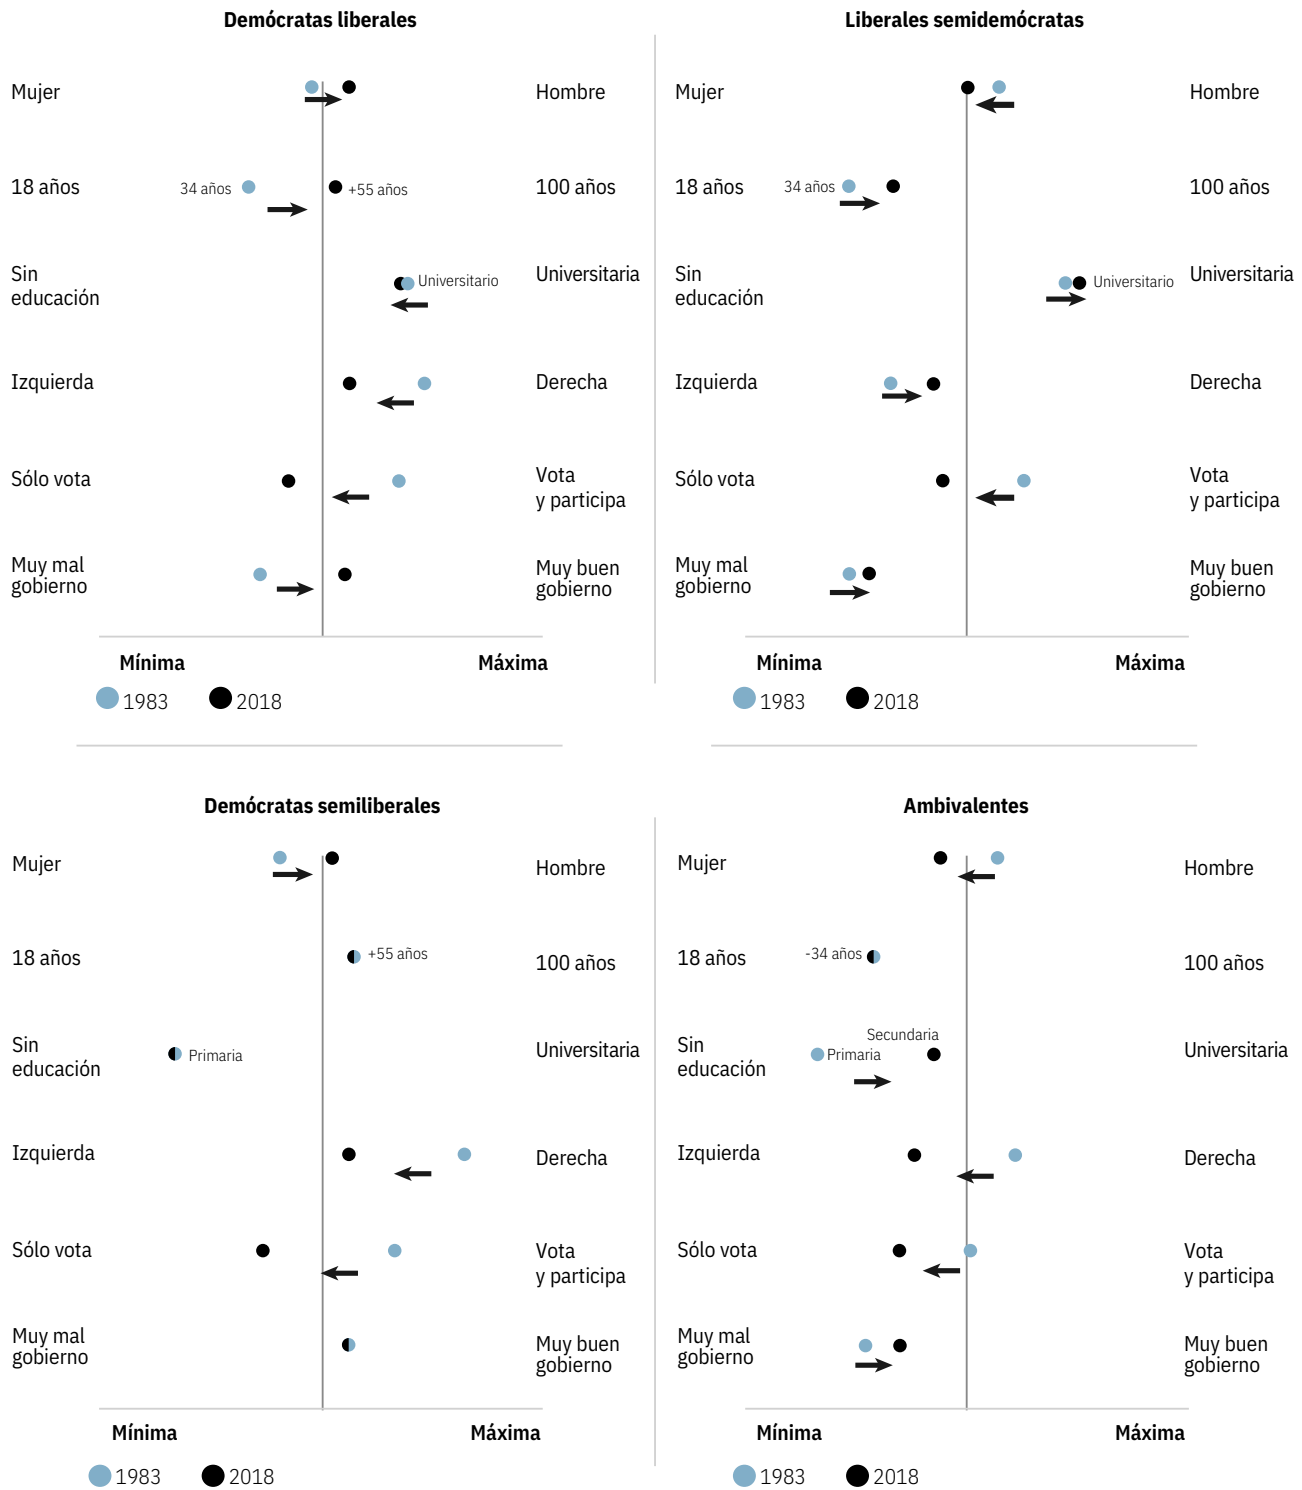 Demócratas liberales
Mujer
Hombre
18 años
34 años
+55 años
100 años
Sin
educación
Universitario
Universitaria
Izquierda
Derecha
Sólo vota
Vota
y participa
Muy mal
gobierno
Muy buen
gobierno
Mínima
Máxima
1983
2018
Liberales semidemócratas
Mujer
Hombre
18 años
34 años
100 años
Sin
educación
Universitario
Universitaria
Izquierda
Derecha
Sólo vota
Vota
y participa
Muy mal
gobierno
Muy buen
gobierno
Mínima
Máxima
1983
2018
Demócratas semiliberales
Mujer
Hombre
18 años
+55 años
100 años
Sin
educación
Primaria
Universitaria
Izquierda
Derecha
Sólo vota
Vota
y participa
Muy mal
gobierno
Muy buen
gobierno
Mínima
Máxima
1983
2018
Ambivalentes
Mujer
Hombre
18 años
-34 años
100 años
Sin
educación
Secundaria
Primaria
Universitaria
Izquierda
Derecha
Sólo vota
Vota
y participa
Muy mal
gobierno
Muy buen
gobierno
Mínima
Máxima
1983
2018